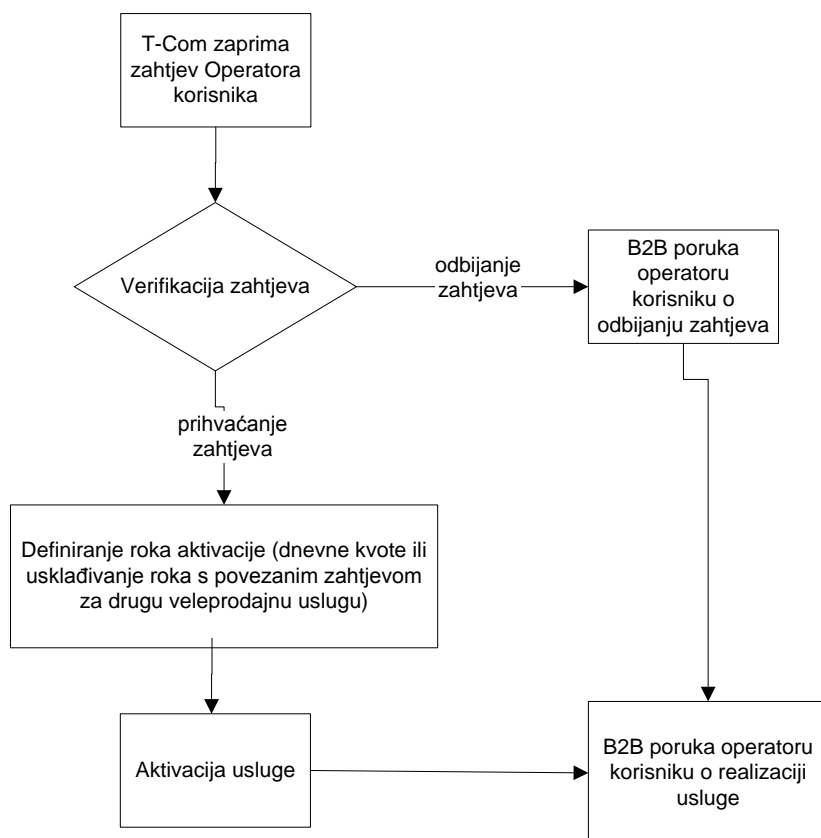 T-Com zaprima
zahtjev Operatora
korisnika
Verifikacija zahtjeva
odbijanje
zahtjeva
B2B poruka
operatoru
korisniku o
odbijanju zahtjeva
prihvaćanje
zahtjeva
Definiranje roka aktivacije (dnevne kvote ili
usklađivanje roka s povezanim zahtjevom
za drugu veleprodajnu uslugu)
Aktivacija usluge
B2B poruka operatoru
korisniku o realizaciji
usluge